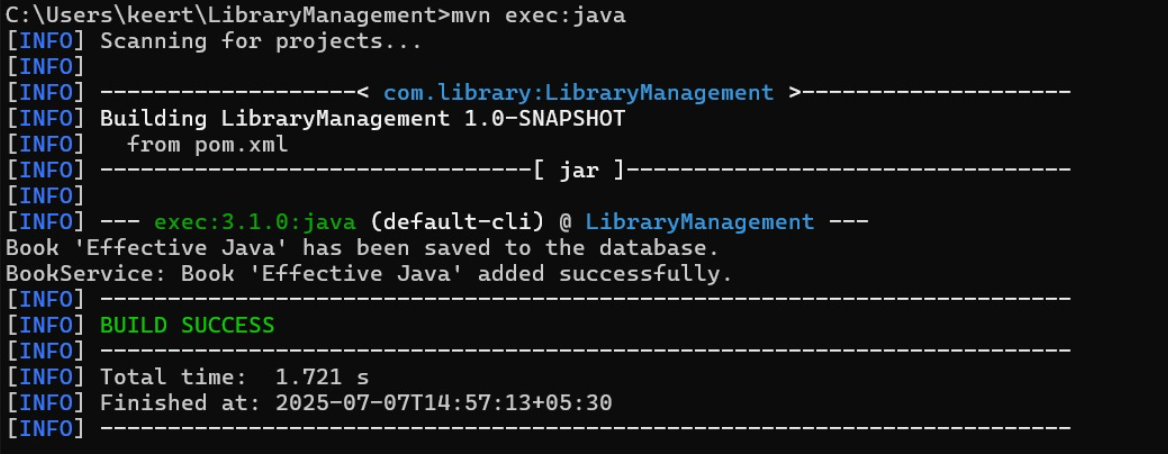 C:\Users\keert\LibraryManagement>mvn exec:java
[INFO] Scanning for projects...
[INFO]
[INFO] -------------------< com.library:LibraryManagement >--------------------
[INFO] Building LibraryManagement 1.0-SNAPSHOT
[INFO]   from pom.xml
[INFO] --------------------------------[ jar ]---------------------------------
[INFO]
[INFO] --- exec:3.1.0:java (default-cli) @ LibraryManagement ---
Book 'Effective Java' has been saved to the database.
BookService: Book 'Effective Java' added successfully.
[INFO] ------------------------------------------------------------------------
[INFO] BUILD SUCCESS
[INFO] ------------------------------------------------------------------------
[INFO] Total time:  1.721 s
[INFO] Finished at: 2025-07-07T14:57:13+05:30
[INFO] ------------------------------------------------------------------------